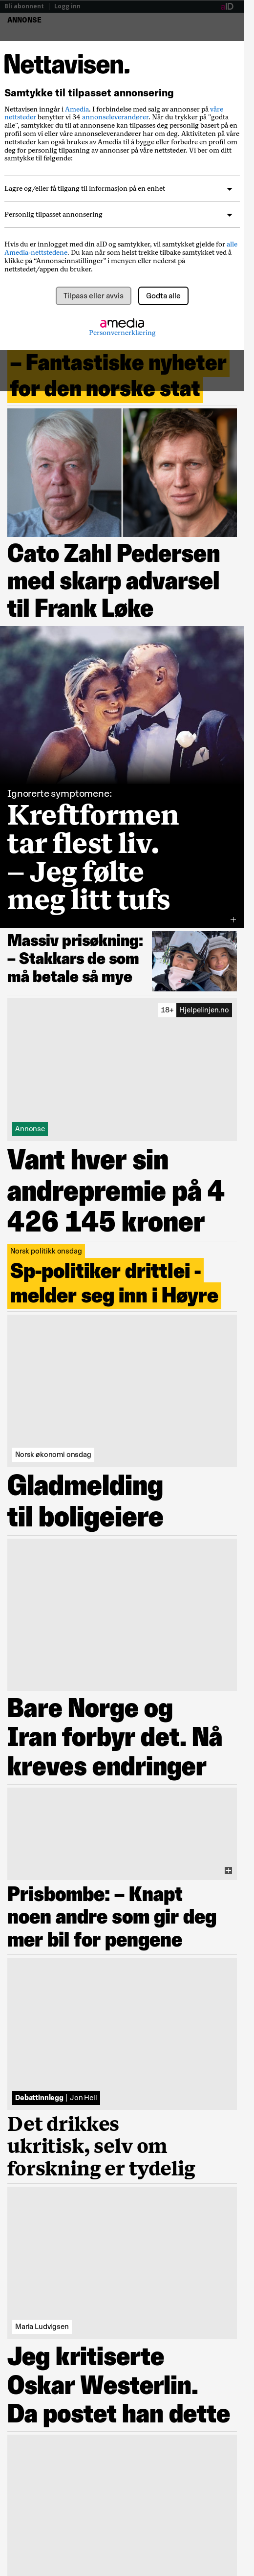 Bli abonnent | Logg inn
aID
ANNONSE
Nettavisen.
Samtykke til tilpasset annonsering
Nettavisen inngår i Amedia. I forbindelse med salg av annonser på våre
nettsteder benytter vi 34 annonseleverandører. Når du trykker på "godta
alle", samtykker du til at annonsene kan tilpasses deg personlig basert på en
profil som vi eller våre annonseleverandører har om deg. Aktiviteten på våre
nettsteder kan også brukes av Amedia til å bygge eller forbedre en profil om
deg for personlig tilpasning av annonser på våre nettsteder. Vi ber om ditt
samtykke til følgende:
Lagre og/eller få tilgang til informasjon på en enhet
Personlig tilpasset annonsering
Hvis du er innlogget med din aID og samtykker, vil samtykket gjelde for alle
Amedia-nettstedene. Du kan når som helst trekke tilbake samtykket ved å
klikke på “Annonseinnstillinger” i menyen eller nederst på
nettstedet/appen du bruker.
Tilpass eller avvis
Godta alle
amedia
Personvernerklæring
– Fantastiske nyheter
for den norske stat
Cato Zahl Pedersen
med skarp advarsel
til Frank Løke
Ignorerte symptomene:
Kreftformen
tar flest liv.
– Jeg følte
meg litt tufs
Massiv prisøkning:
– Stakkars de som
må betale så mye
18+ Hjelpelinjen.no
Annonse
Vant hver sin
andrepremie på 4
426 145 kroner
Norsk politikk onsdag
Sp-politiker drittlei -
melder seg inn i Høyre
Norsk økonomi onsdag
Gladmelding
til boligeiere
Bare Norge og
Iran forbyr det. Nå
kreves endringer
Prisbombe: – Knapt
noen andre som gir deg
mer bil for pengene
Debattinnlegg | Jon Heli
Det drikkes
ukritisk, selv om
forskning er tydelig
Maria Ludvigsen
Jeg kritiserte
Oskar Westerlin.
Da postet han dette